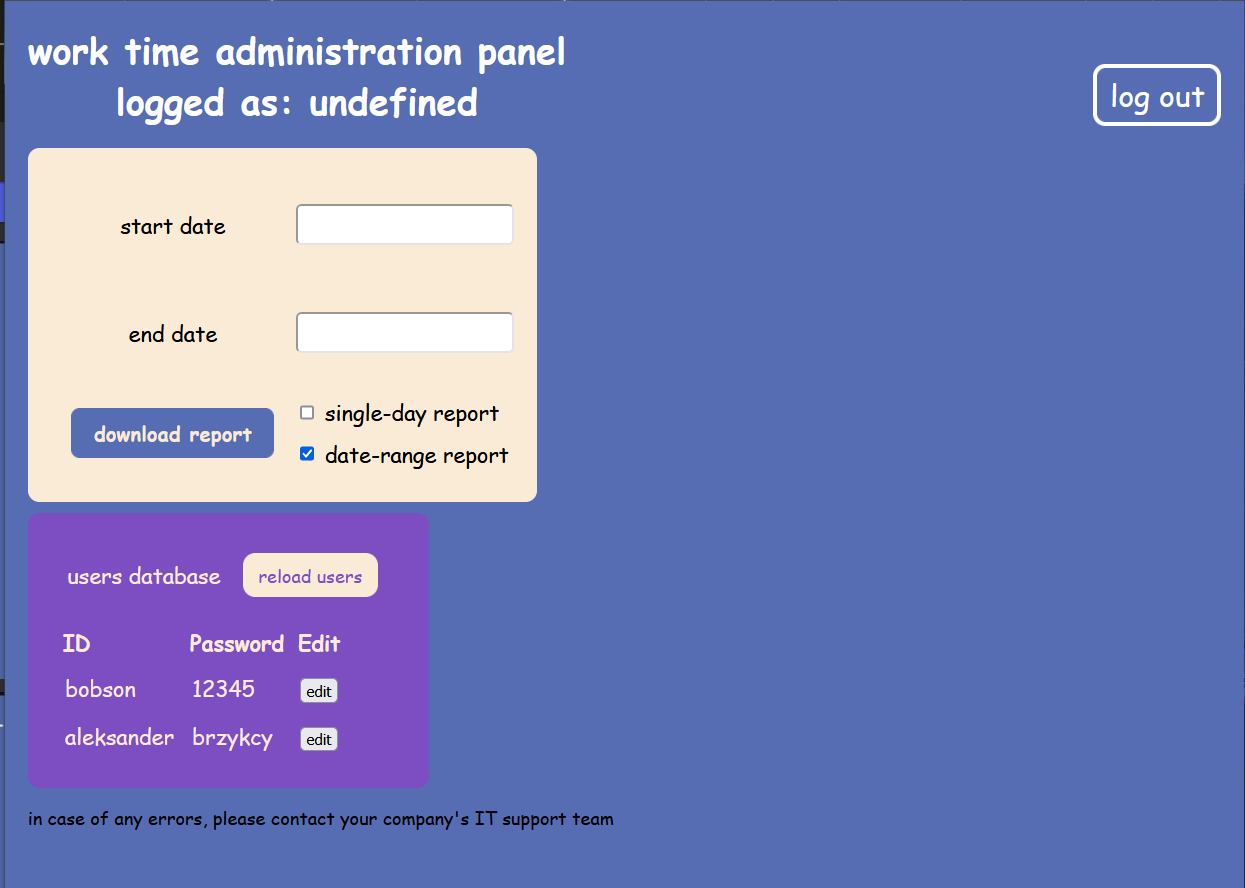 work time administration panel
logged as: undefined
log out
start date
end date
download report
single-day report
date-range report
users database
reload users
ID Password Edit
bobson 12345 edit
aleksander brzykcy edit
in case of any errors, please contact your company's IT support team